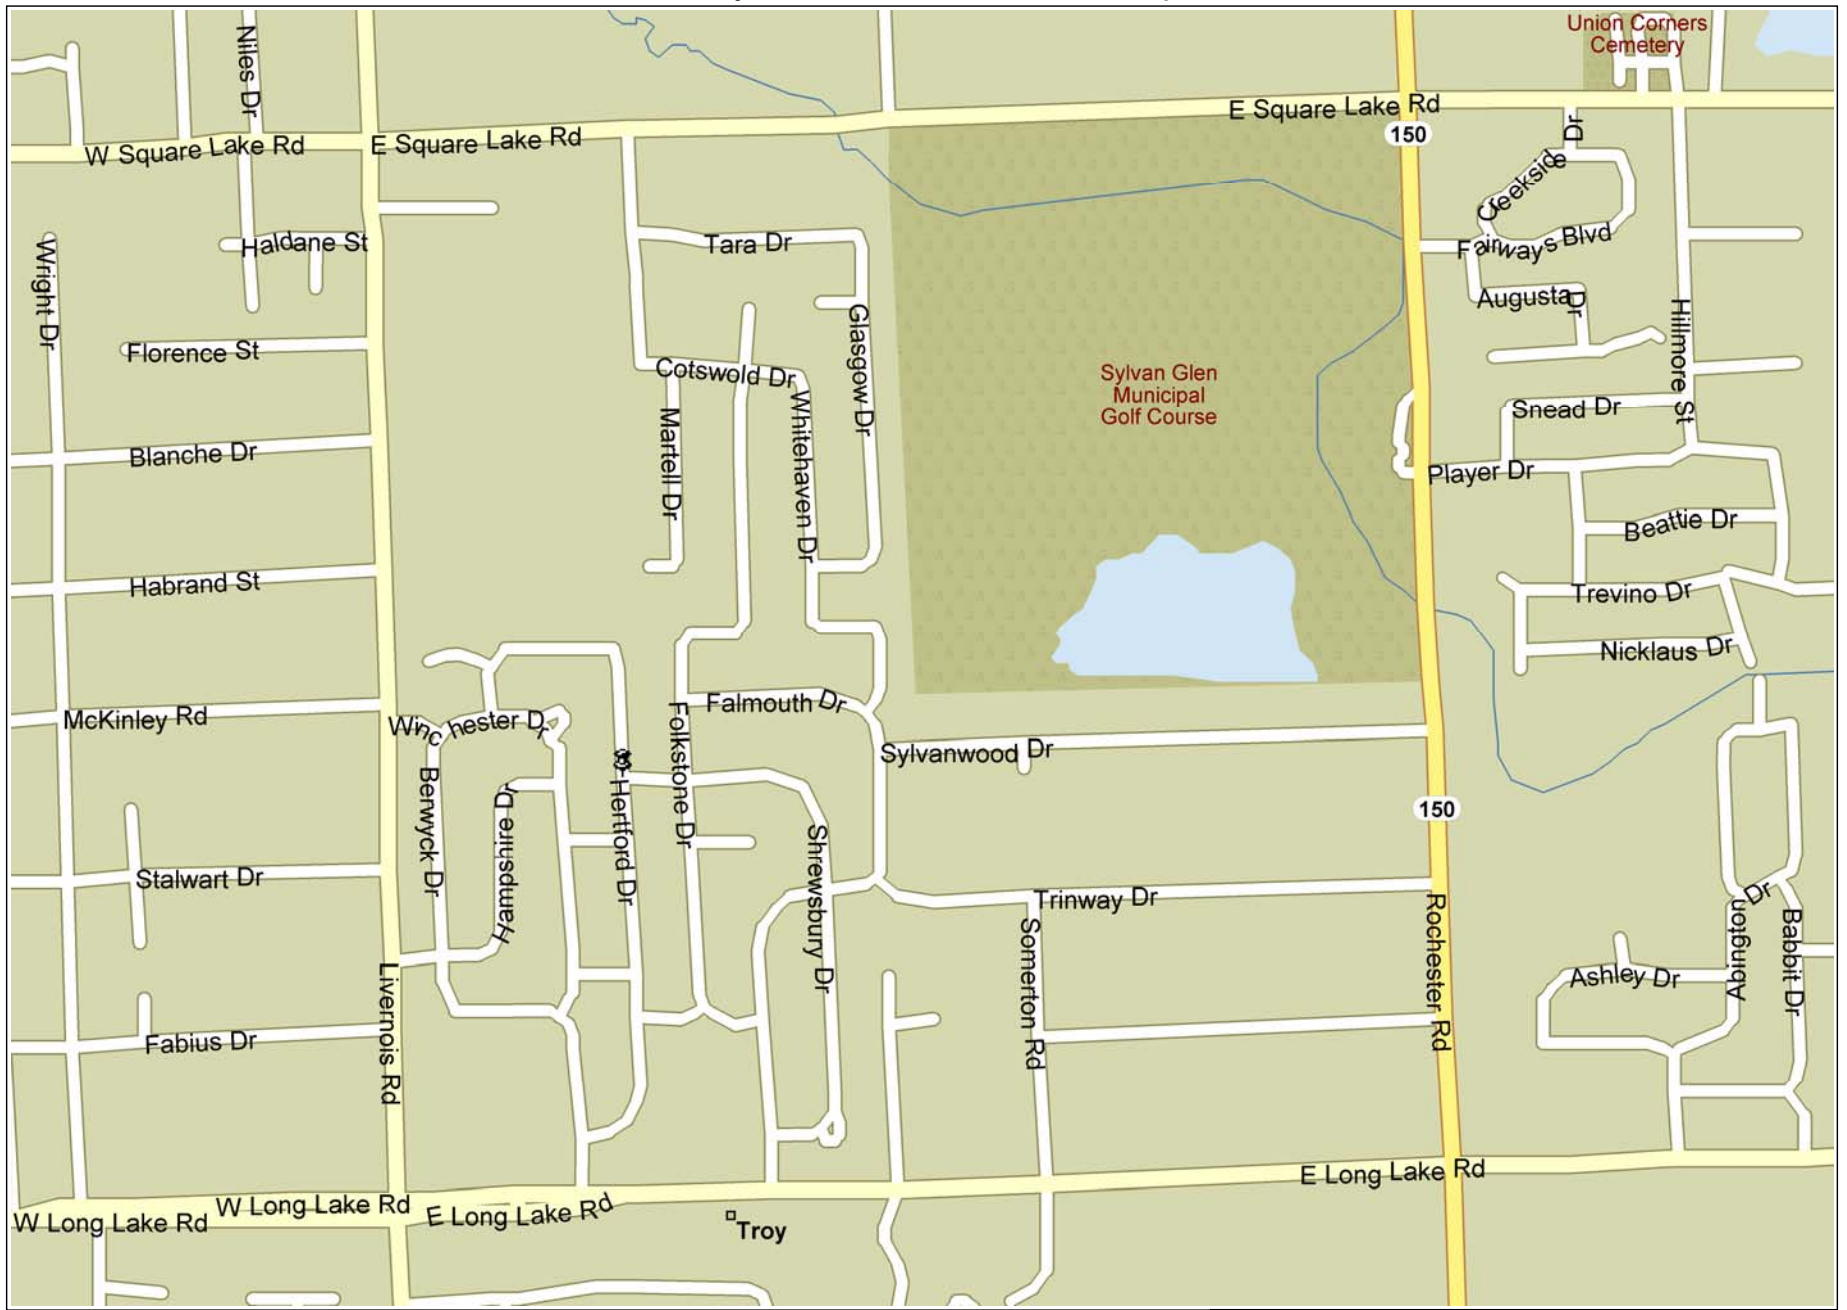 Union Corners
Cemetery
Niles Dr
E Square Lake Rd
150
Dr
W Square Lake Rd
E Square Lake Rd
Creekside
Haldane St
Tara Dr
Fairways Blvd
Wright Dr
Augusta Dr
Florence St
Glasgow Dr
Hillmore St
Cotswold Dr
Sylvan Glen
Municipal
Golf Course
Whitehaven Dr
Martell Dr
Snead Dr
Blanche Dr
Player Dr
Beattie Dr
Habrand St
Trevino Dr
Nicklaus Dr
McKinley Rd
Winchester Dr
Falmouth Dr
Folkstone Dr
Sylvanwood Dr
Berwyck Dr
Hampshire Dr
Hertford Dr
150
Shrewsbury Dr
Stalwart Dr
Trinway Dr
Abington Dr
Rochester Rd
Somerton Rd
Babbit Dr
Ashley Dr
Livernois Rd
Fabius Dr
E Long Lake Rd
W Long Lake Rd
W Long Lake Rd
E Long Lake Rd
Troy